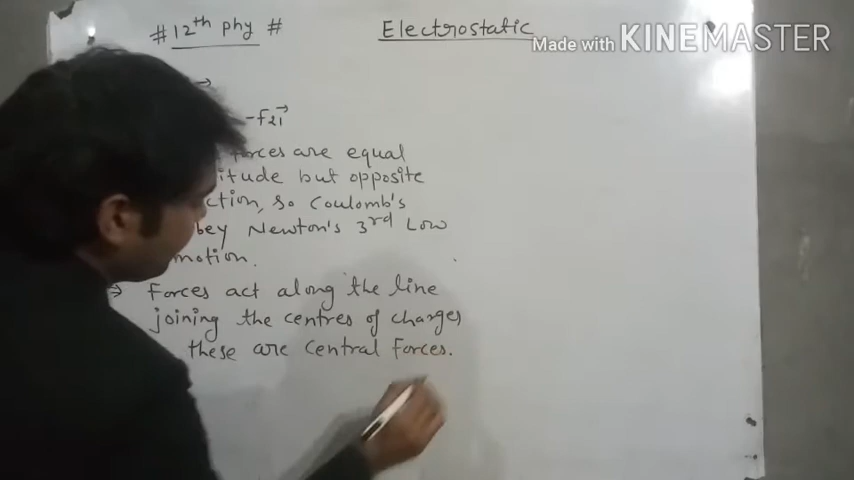 #12th phy #
Electrostatic
Made with KINEMASTER
-F21
forces are equal
itude but opposite
ction, so Coulomb's
bey Newton's 3rd Low
motion.
→ Forces act along the line
joining the centres of charges
these are central forces.